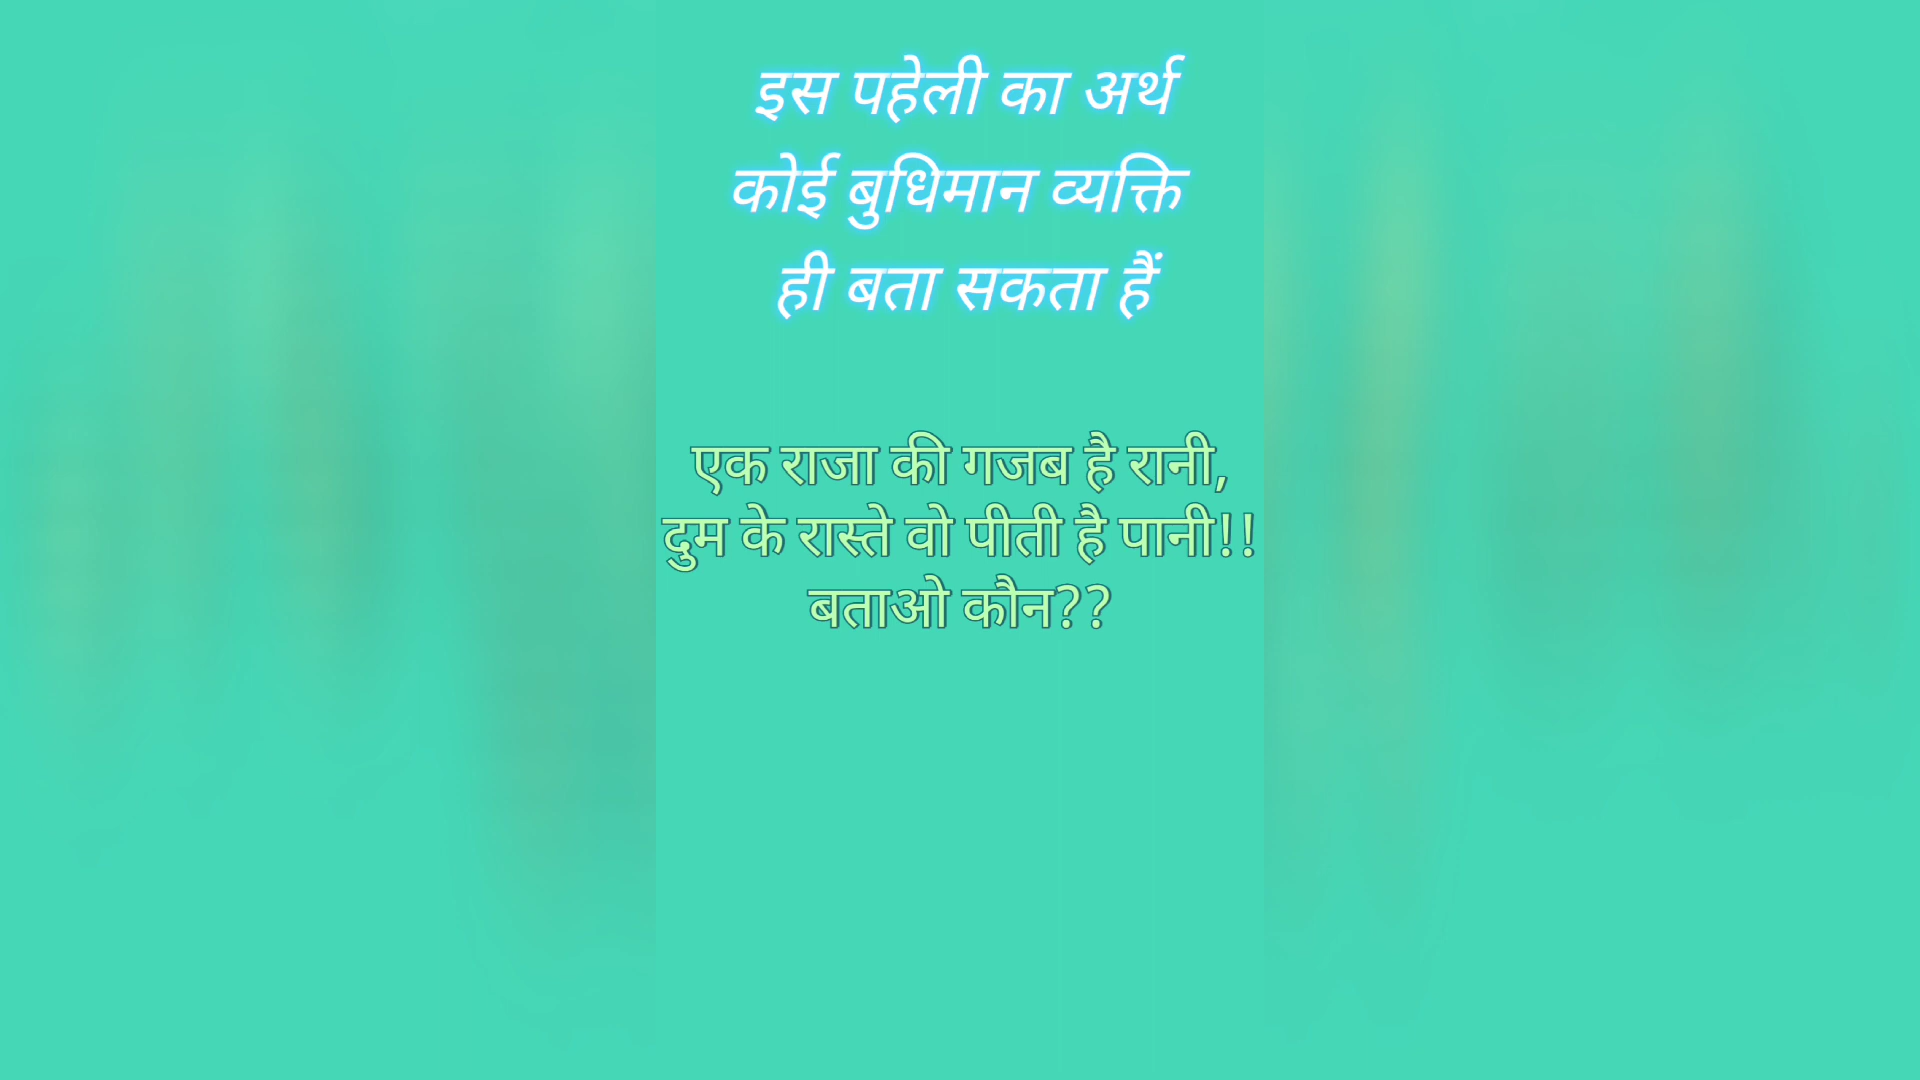 इस पहेली का अर्थ
कोई बुधिमान व्यक्ति
ही बता सकता हैं
एक राजा की गजब है रानी,
दुम के रास्ते वो पीती है पानी!!
बताओ कौन??